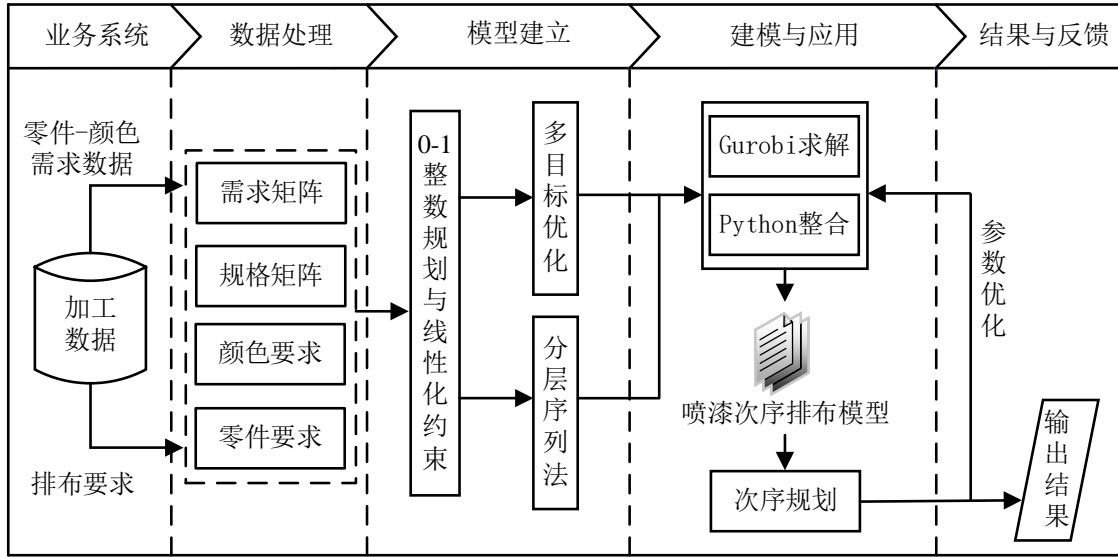 业务系统
数据处理
模型建立
建模与应用
结果与反馈
零件-颜色
需求数据
加工
数据
排布要求
需求矩阵
规格矩阵
颜色要求
零件要求
0-1
整数规划与线性化约束
多目标优化
分层序列法
Gurobi求解
Python整合
喷漆次序排布模型
次序规划
参数优化
输出结果